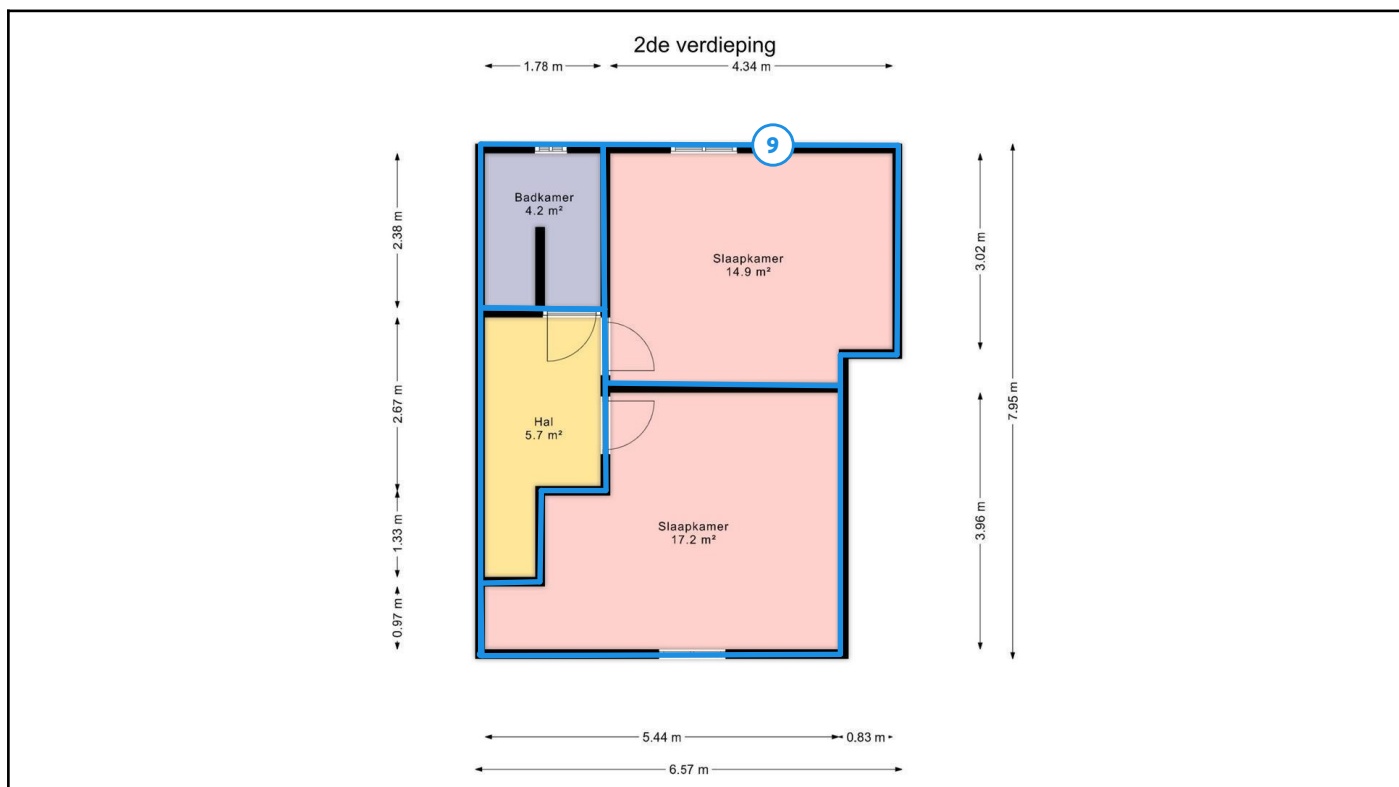 2de verdieping
1.78 m
4.34 m
9
Badkamer
4.2 m²
Slaapkamer
14.9 m²
2.38 m
3.02 m
2.67 m
7.95 m
Hal
5.7 m²
Slaapkamer
17.2 m²
1.33 m
3.96 m
0.97 m
5.44 m
0.83 m
6.57 m